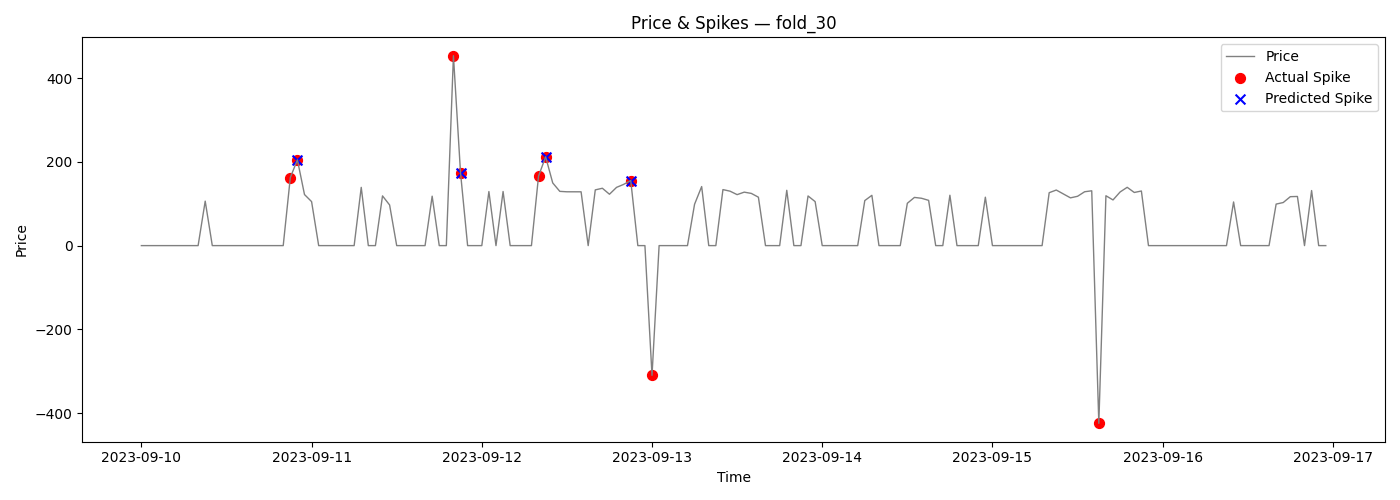 Price & Spikes — fold_30
Price
Actual Spike
Predicted Spike
400
200
0
−200
−400
Price
2023-09-10
2023-09-11
2023-09-12
2023-09-13
2023-09-14
2023-09-15
2023-09-16
2023-09-17
Time